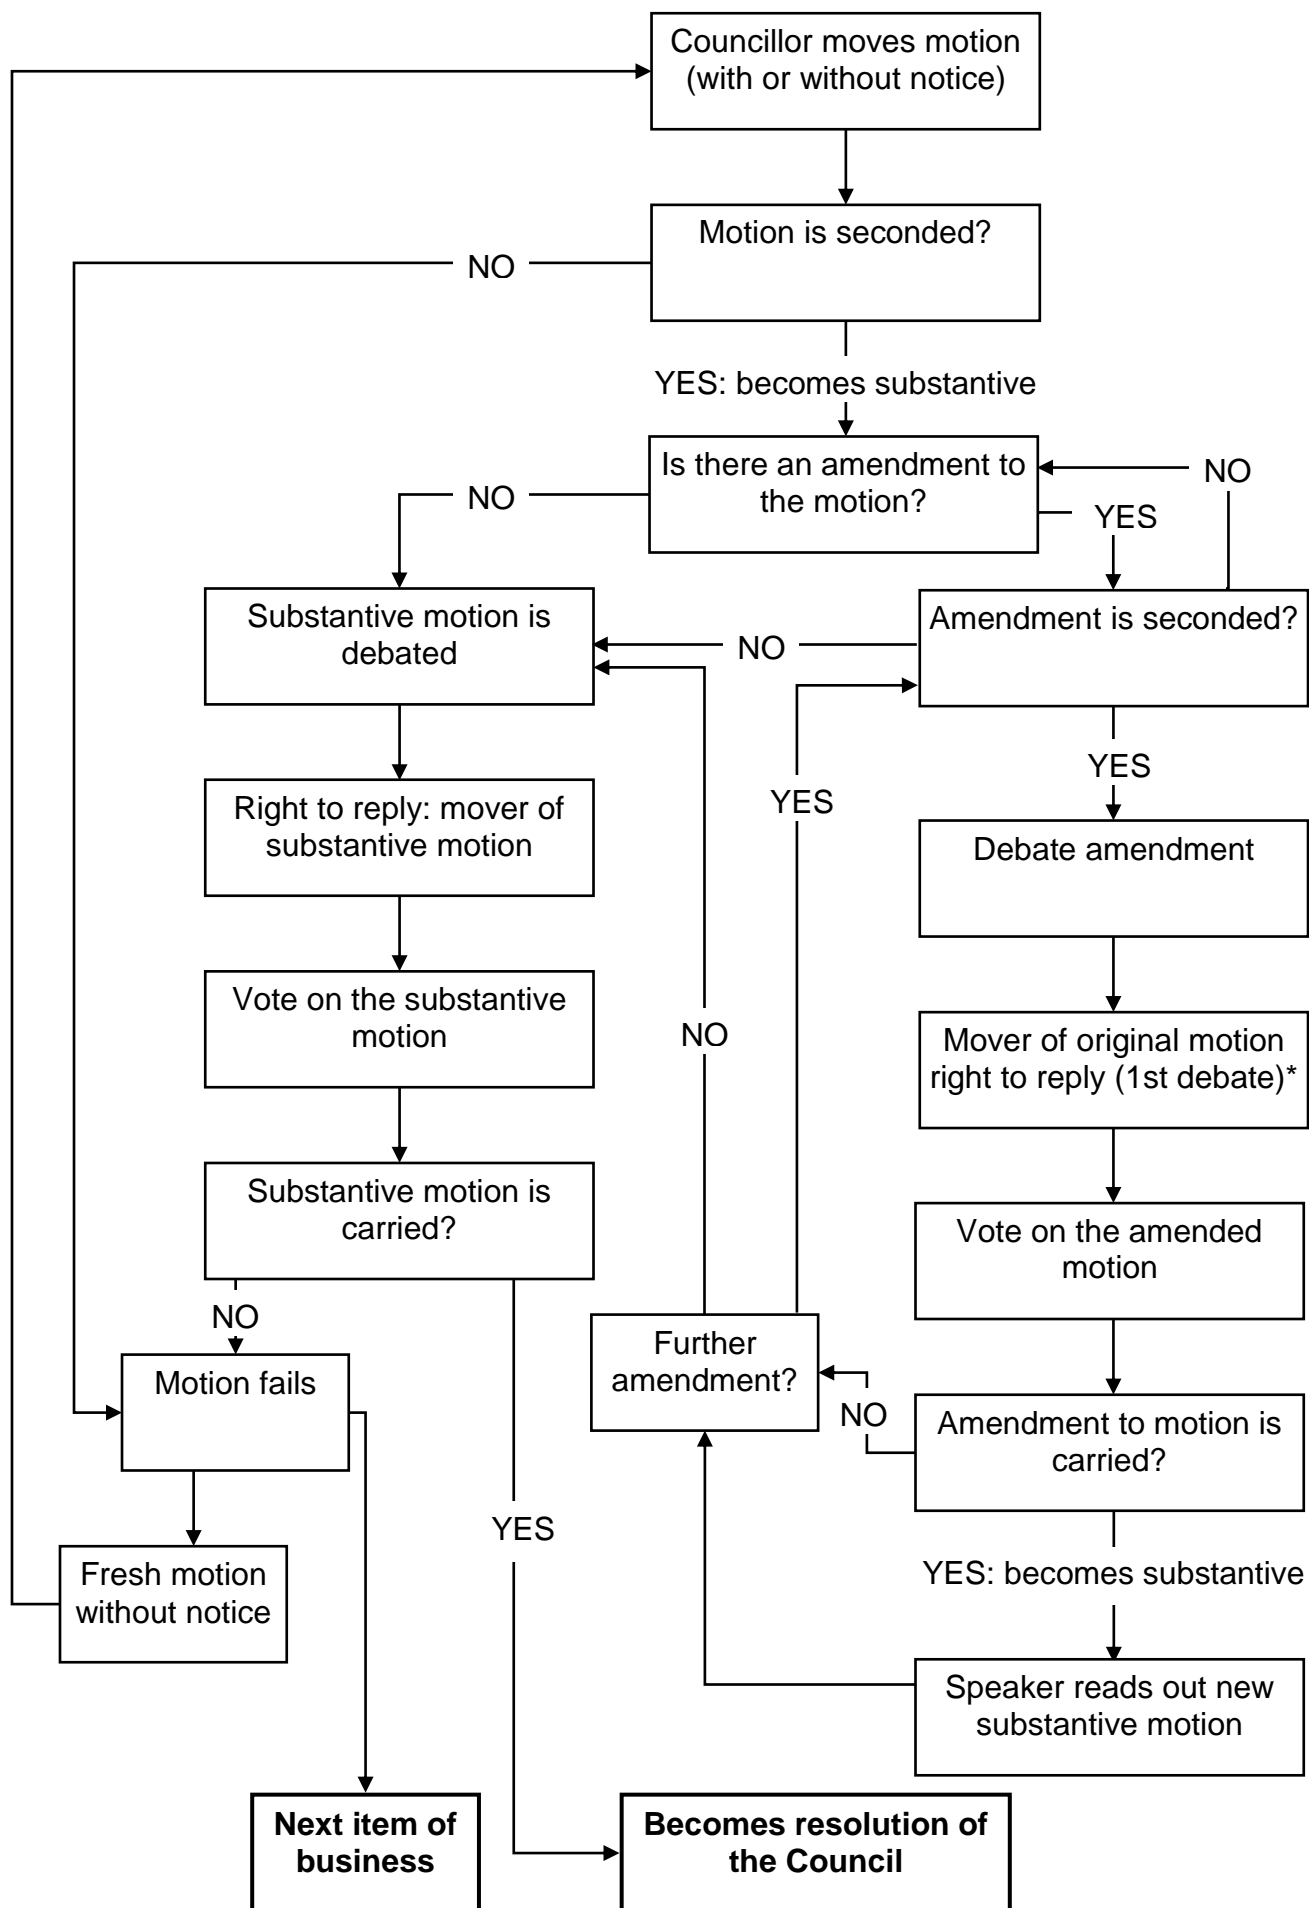 Councillor moves motion
(with or without notice)
Motion is seconded?
NO
YES: becomes substantive
Is there an amendment to
the motion?
NO
NO
YES
Substantive motion is
debated
Amendment is seconded?
NO
YES
Right to reply: mover of
substantive motion
YES
Debate amendment
Vote on the substantive
motion
NO
Mover of original motion
right to reply (1st debate)*
Substantive motion is
carried?
Vote on the amended
motion
NO
Further
amendment?
Motion fails
NO
Amendment to motion is
carried?
YES
Fresh motion
without notice
YES: becomes substantive
Speaker reads out new
substantive motion
Next item of
business
Becomes resolution of
the Council